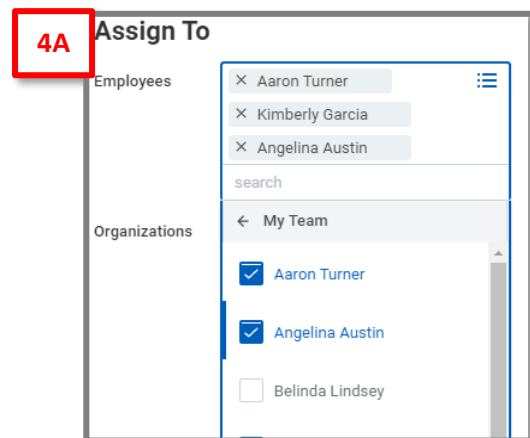 4A
Assign To
Employees
× Aaron Turner
× Kimberly Garcia
× Angelina Austin
search
Organizations
← My Team
Aaron Turner
Angelina Austin
Belinda Lindsey